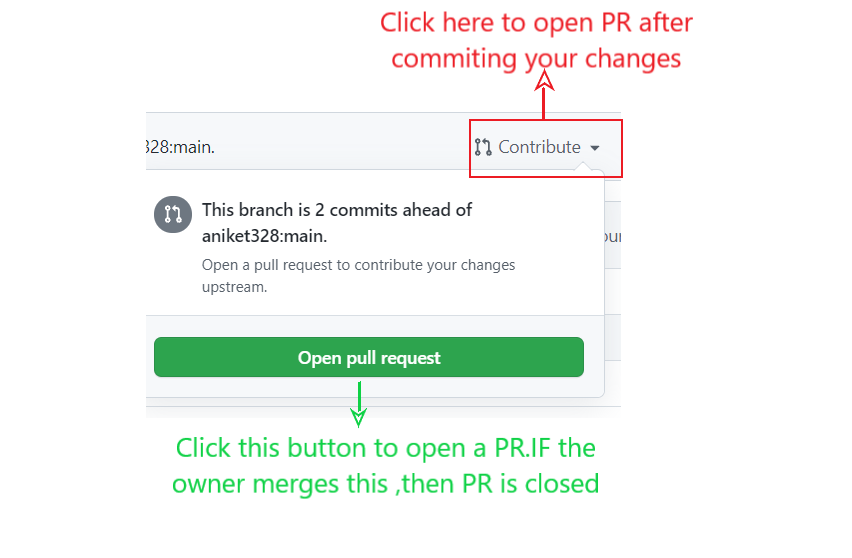 Click here to open PR after
commiting your changes
328:main.
Contribute
This branch is 2 commits ahead of
aniket328:main.
Open a pull request to contribute your changes
upstream.
Open pull request
Click this button to open a PR.IF the
owner merges this ,then PR is closed